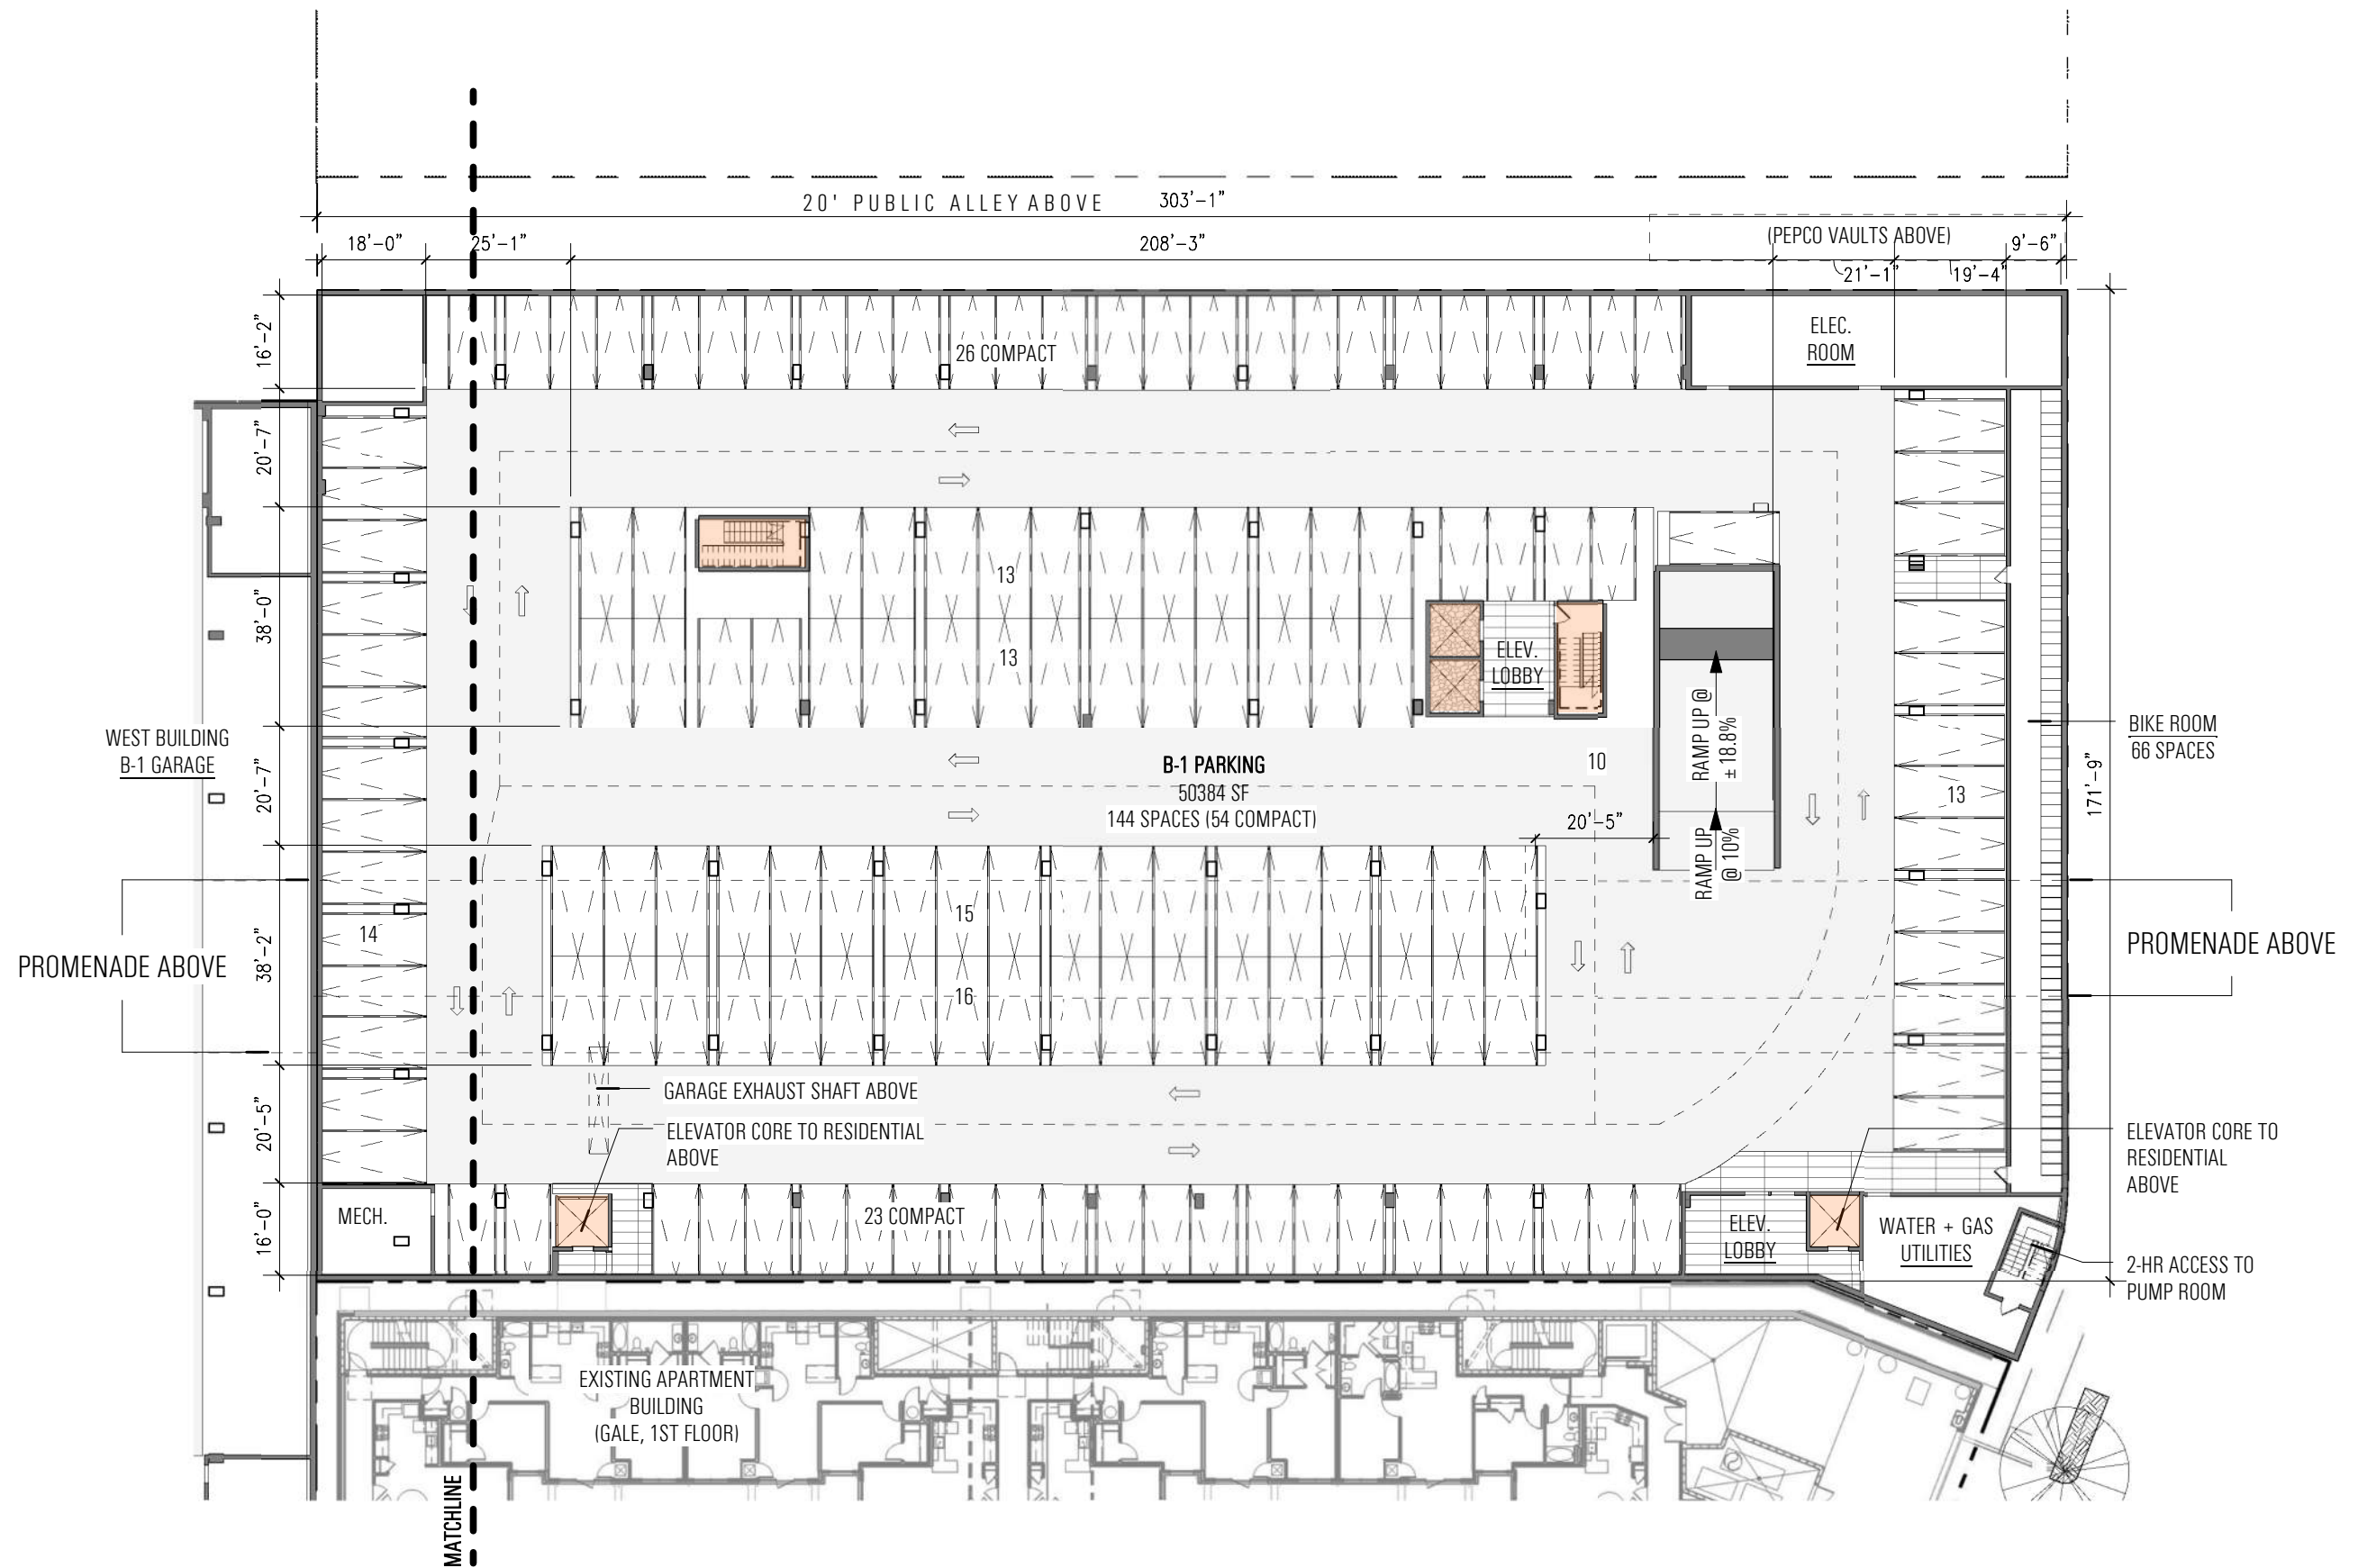 20' PUBLIC ALLEY ABOVE 303'-1"
18'-0" 25'-1" 208'-3" (PEPCO VAULTS ABOVE) 9'-6"
21'-1" 19'-4"
16'-2"
26 COMPACT
ELEC.
ROOM
20'-7"
38'-0"
13
13
ELEV.
LOBBY
RAMP UP @
±18.8%
WEST BUILDING
B-1 GARAGE
20'-7"
B-1 PARKING
50384 SF
144 SPACES (54 COMPACT)
10
BIKE ROOM
66 SPACES
13
171'-9"
20'-5"
RAMP UP
@ 10%
15
14
16
38'-2"
PROMENADE ABOVE
PROMENADE ABOVE
GARAGE EXHAUST SHAFT ABOVE
ELEVATOR CORE TO RESIDENTIAL
ABOVE
20'-5"
ELEVATOR CORE TO
RESIDENTIAL
ABOVE
16'-0"
MECH.
23 COMPACT
ELEV.
LOBBY
WATER + GAS
UTILITIES
2-HR ACCESS TO
PUMP ROOM
EXISTING APARTMENT
BUILDING
(GALE, 1ST FLOOR)
MATCHLINE